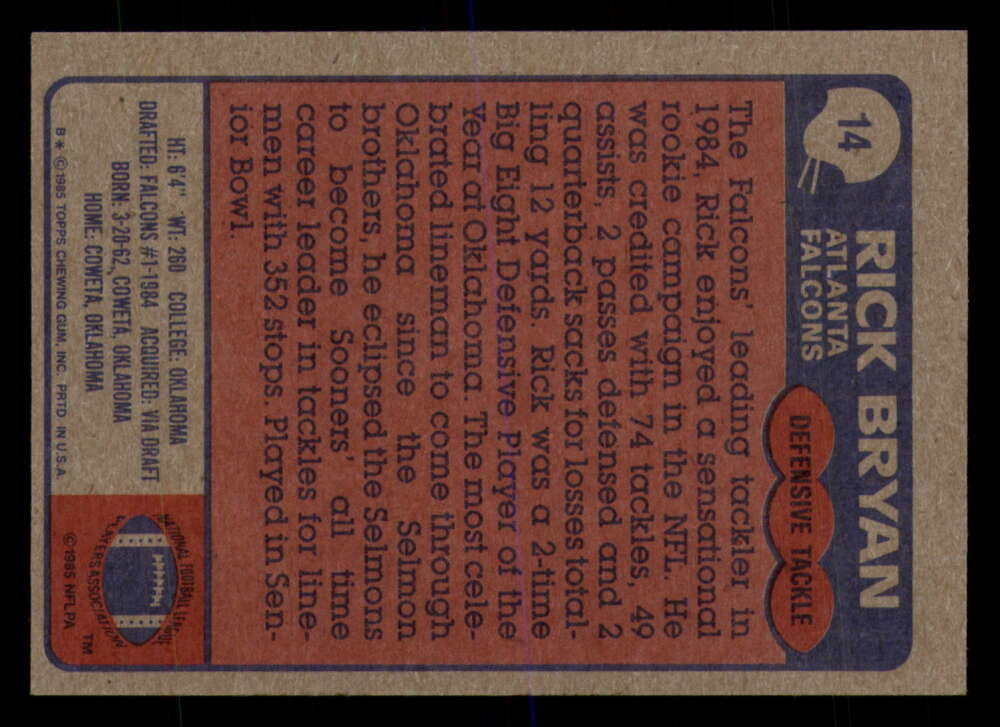 14
RICK BRYAN
ATLANTA
FALCONS
DEFENSIVE TACKLE
The Falcons' leading tackler in
1984, Rick enjoyed a sensational
rookie campaign in the NFL. He
was credited with 74 tackles, 49
assists, 2 passes defensed and 2
quarterback sacks for losses total-
ling 12 yards. Rick was a 2-time
Big Eight Defensive Player of the
Year at Oklahoma. The most cele-
brated lineman to come through
Oklahoma since the Selmon
brothers, he eclipsed the Selmons
to become Sooners' all time
career leader in tackles for line-
men with 352 stops. Played in Sen-
ior Bowl.
HT: 6'4" WT: 260 COLLEGE: OKLAHOMA
DRAFTED: FALCONS #1-1984 ACQUIRED: VIA DRAFT
BORN: 3-20-62, COWETA, OKLAHOMA
HOME: COWETA, OKLAHOMA
B * © 1985 TOPPS CHEWING GUM, INC. PRTD IN U.S.A.
NATIONAL FOOTBALL LEAGUE
PLAYERS ASSOCIATION
TM
© 1985 NFLPA